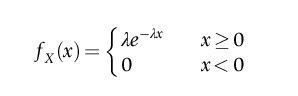 f_X(x) = { λe^{-λx}   x ≥ 0
0   x < 0